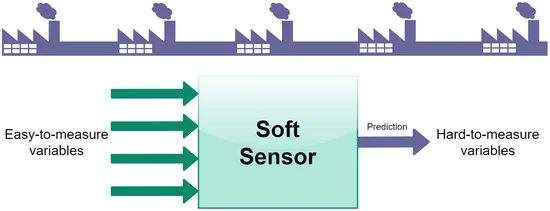 Easy-to-measure
variables
Soft
Sensor
Prediction
Hard-to-measure
variables